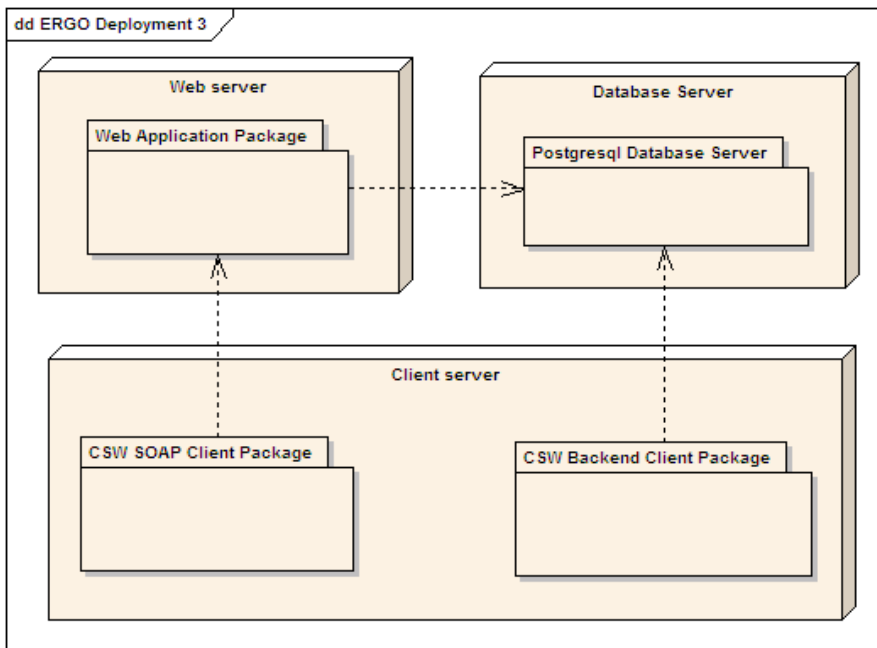 dd ERGO Deployment 3
Web server
Database Server
Web Application Package
Postgresql Database Server
Client server
CSW SOAP Client Package
CSW Backend Client Package